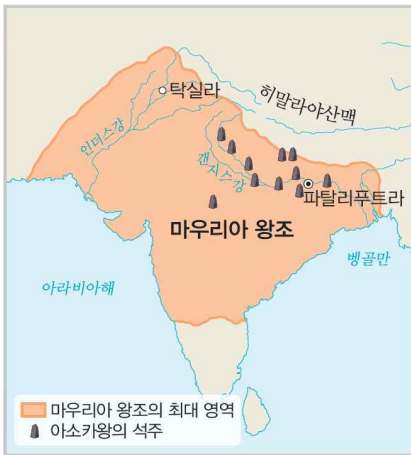 탁실라
히말라야산맥
인더스강
갠지스강
파탈리푸트라
마우리아 왕조
벵골만
아라비아해
마우리아 왕조의 최대 영역
아소카왕의 석주